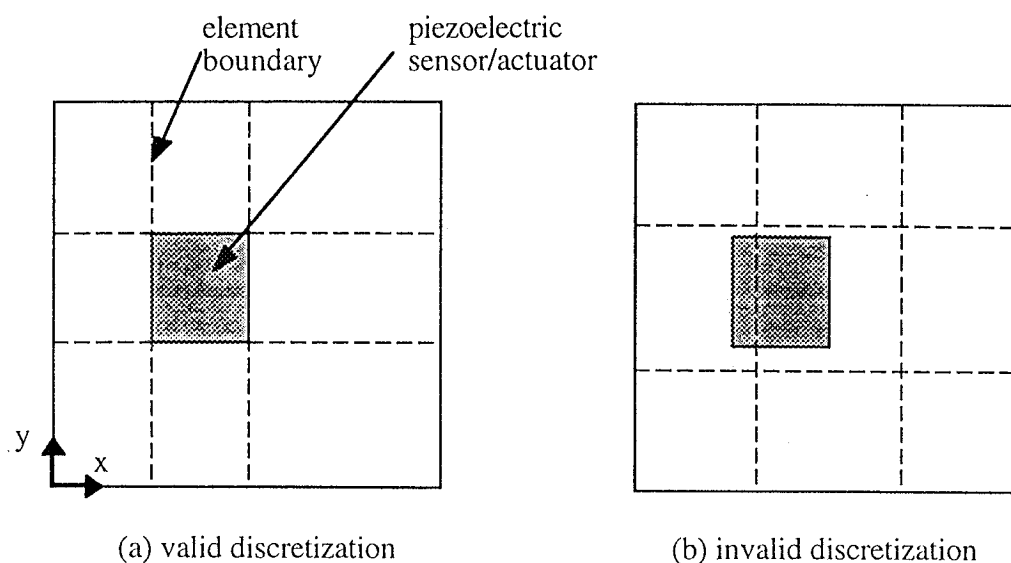 element
boundary
piezoelectric
sensor/actuator
y
x
(a) valid discretization
(b) invalid discretization